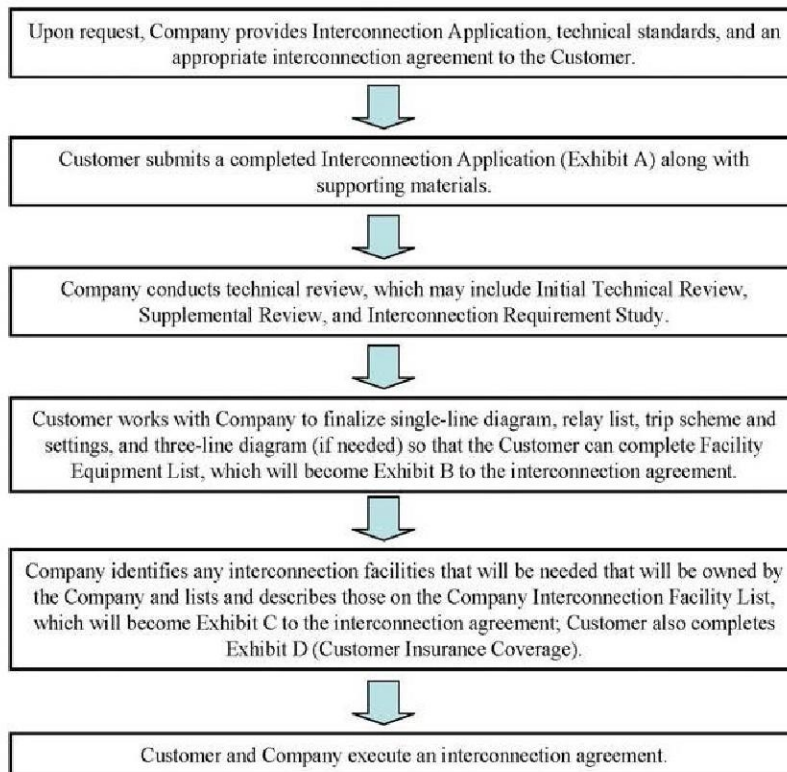 Upon request, Company provides Interconnection Application, technical standards, and an
appropriate interconnection agreement to the Customer.
Customer submits a completed Interconnection Application (Exhibit A) along with
supporting materials.
Company conducts technical review, which may include Initial Technical Review,
Supplemental Review, and Interconnection Requirement Study.
Customer works with Company to finalize single-line diagram, relay list, trip scheme and
settings, and three-line diagram (if needed) so that the Customer can complete Facility
Equipment List, which will become Exhibit B to the interconnection agreement.
Company identifies any interconnection facilities that will be needed that will be owned by
the Company and lists and describes those on the Company Interconnection Facility List,
which will become Exhibit C to the interconnection agreement; Customer also completes
Exhibit D (Customer Insurance Coverage).
Customer and Company execute an interconnection agreement.